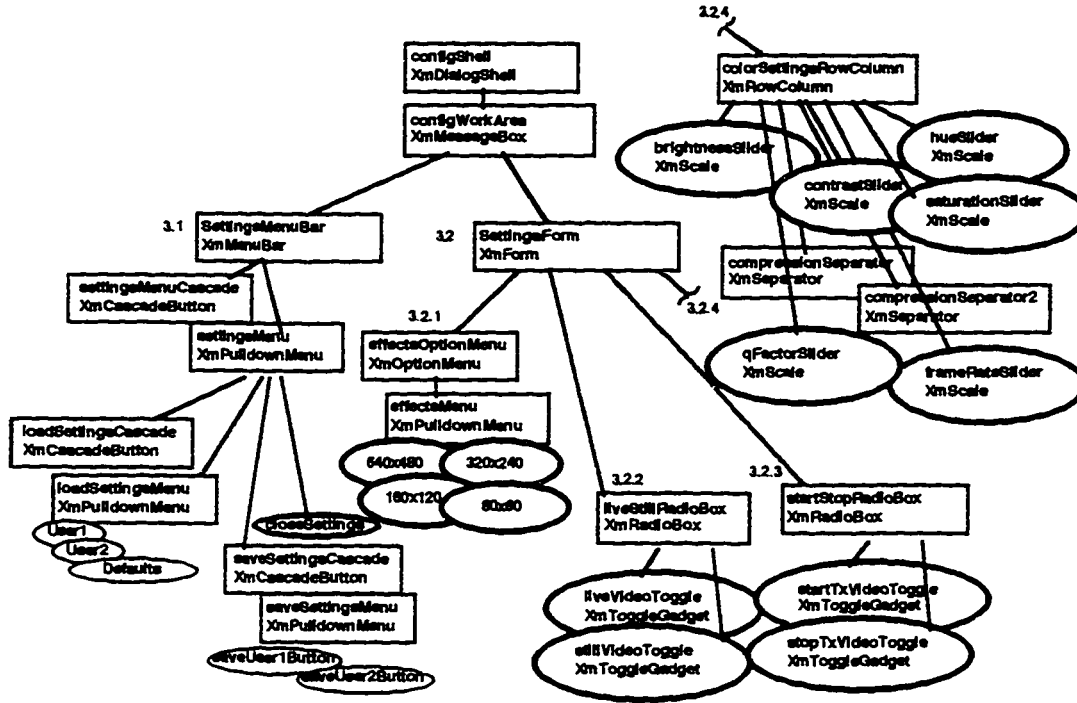 3.2.4
configShell
XmDialogShell
configWorkArea
XmMessageBox
colorSettingsRowColumn
XmRowColumn
brightnessSlider
XmScale
hueSlider
XmScale
contrastSlider
XmScale
saturationSlider
XmScale
3.1
SettingsMenuBar
XmMenuBar
3.2
SettingsForm
XmForm
compressionSeparator
XmSeparator
compressionSeparator2
XmSeparator
settingsMenuCascade
XmCascadeButton
3.2.4
3.2.1
settingsMenu
XmPulldownMenu
effectsOptionMenu
XmOptionMenu
qFactorSlider
XmScale
frameRateSlider
XmScale
effectsMenu
XmPulldownMenu
loadSettingsCascade
XmCascadeButton
640x480
320x240
160x120
80x60
loadSettingsMenu
XmPulldownMenu
3.2.2
liveStillRadioBox
XmRadioBox
3.2.3
startStopRadioBox
XmRadioBox
User1
User2
Defaults
closeSettings
saveSettingsCascade
XmCascadeButton
saveSettingsMenu
XmPulldownMenu
saveUser1Button
saveUser2Button
liveVideoToggle
XmToggleGadget
stillVideoToggle
XmToggleGadget
startTxVideoToggle
XmToggleGadget
stopTxVideoToggle
XmToggleGadget